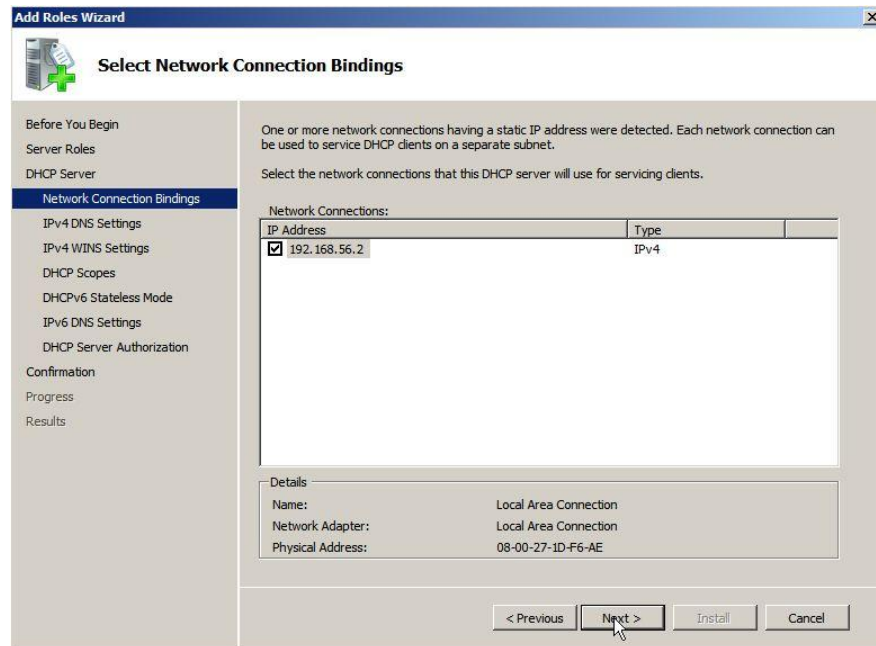 Add Roles Wizard
Select Network Connection Bindings
Before You Begin
Server Roles
DHCP Server
Network Connection Bindings
IPv4 DNS Settings
IPv4 WINS Settings
DHCP Scopes
DHCPv6 Stateless Mode
IPv6 DNS Settings
DHCP Server Authorization
Confirmation
Progress
Results
One or more network connections having a static IP address were detected. Each network connection can
be used to service DHCP clients on a separate subnet.
Select the network connections that this DHCP server will use for servicing clients.
Network Connections:
IP Address Type
192.168.56.2 IPv4
Details
Name: Local Area Connection
Network Adapter: Local Area Connection
Physical Address: 08-00-27-1D-F6-AE
< Previous Next > Install Cancel